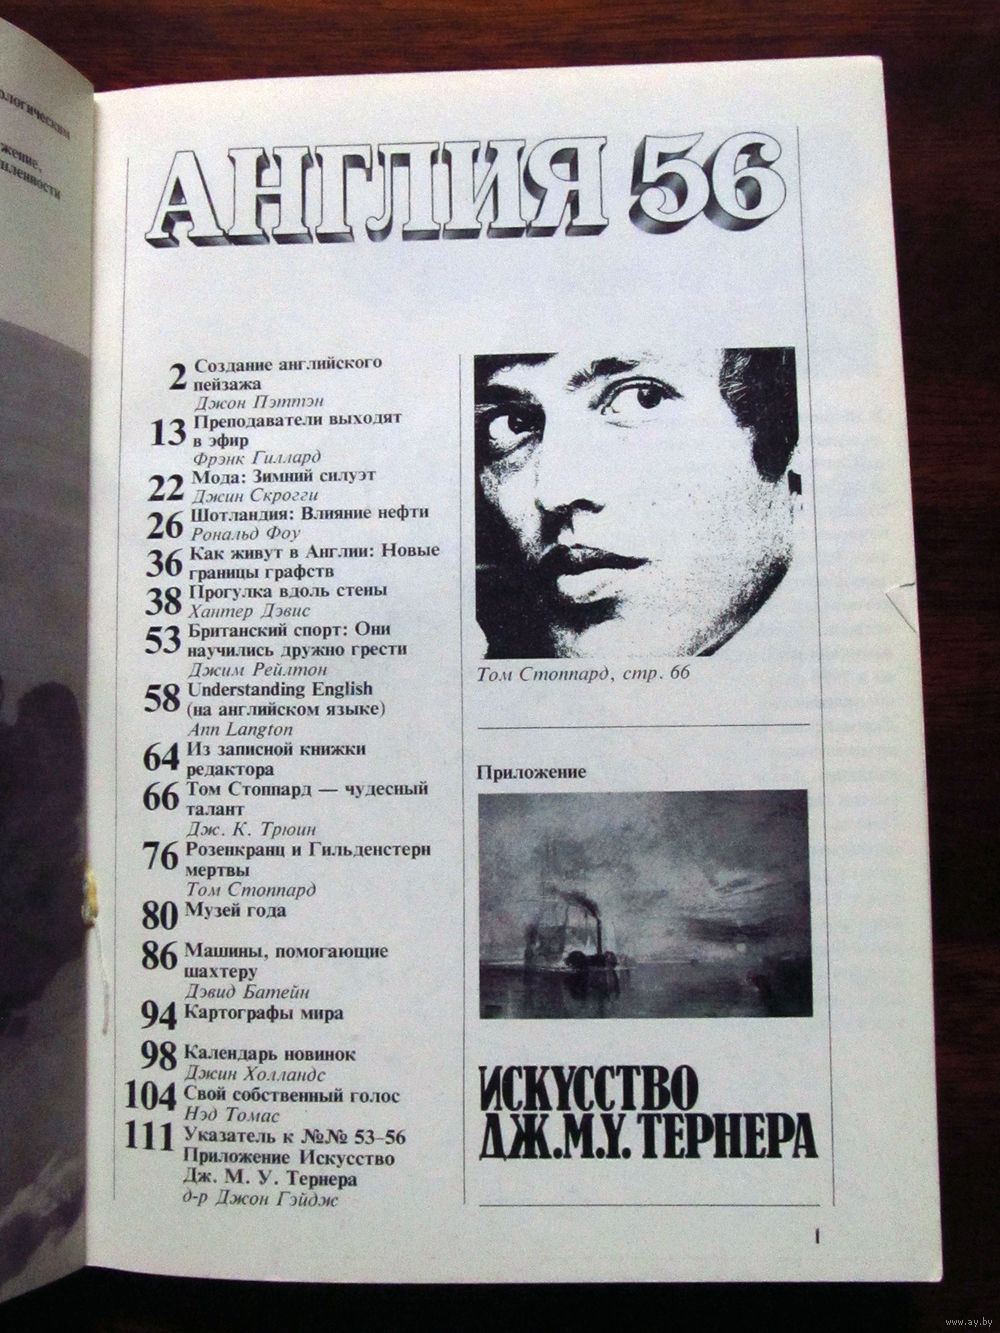 ологическим
жение,
пленности
АНГЛИЯ 56
2 Создание английского
пейзажа
Джон Пэттэн
13 Преподаватели выходят
в эфир
Фрэнк Гиллард
22 Мода: Зимний силуэт
Джин Скрогги
26 Шотландия: Влияние нефти
Рональд Фоу
36 Как живут в Англии: Новые
границы графств
38 Прогулка вдоль стены
Хантер Дэвис
53 Британский спорт: Они
научились дружно грести
Джим Рейлтон
58 Understanding English
(на английском языке)
Ann Langton
64 Из записной книжки
редактора
66 Том Стоппард — чудесный
талант
Дж. К. Трюин
76 Розенкранц и Гильденстерн
мертвы
Том Стоппард
80 Музей года
86 Машины, помогающие
шахтеру
Дэвид Батейн
94 Картографы мира
98 Календарь новинок
Джин Холландс
104 Свой собственный голос
Нэд Томас
111 Указатель к №№ 53–56
Приложение Искусство
Дж. М. У. Тернера
д-р Джон Гэйдж
Том Стоппард, стр. 66
Приложение
ИСКУССТВО
ДЖ.М.У. ТЕРНЕРА
1
www.ay.by